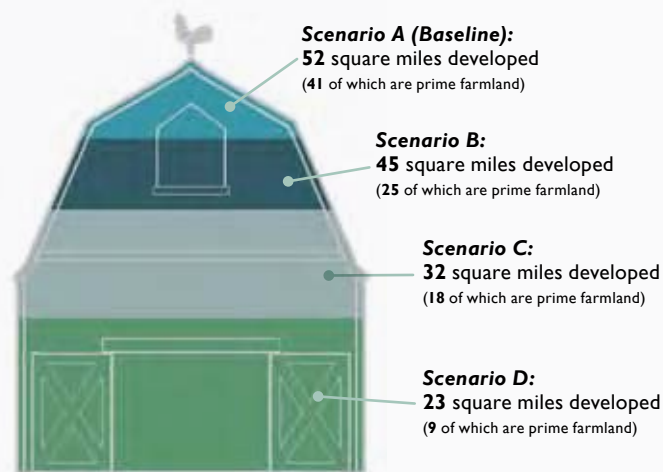 Scenario A (Baseline):
52 square miles developed
(41 of which are prime farmland)
Scenario B:
45 square miles developed
(25 of which are prime farmland)
Scenario C:
32 square miles developed
(18 of which are prime farmland)
Scenario D:
23 square miles developed
(9 of which are prime farmland)